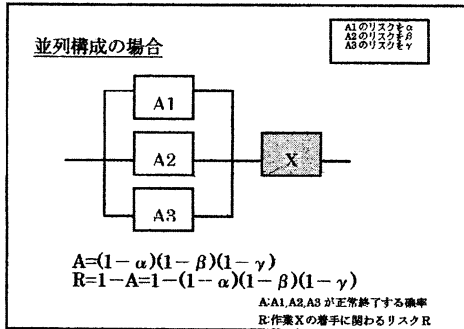 並列構成の場合
A1のリスクをα
A2のリスクをβ
A3のリスクをγ
A1
A2
X
A3
A=(1-α)(1-β)(1-γ)
R=1-A=1-(1-α)(1-β)(1-γ)
A:A1,A2,A3が正常終了する確率
R:作業Xの着手に関わるリスクR